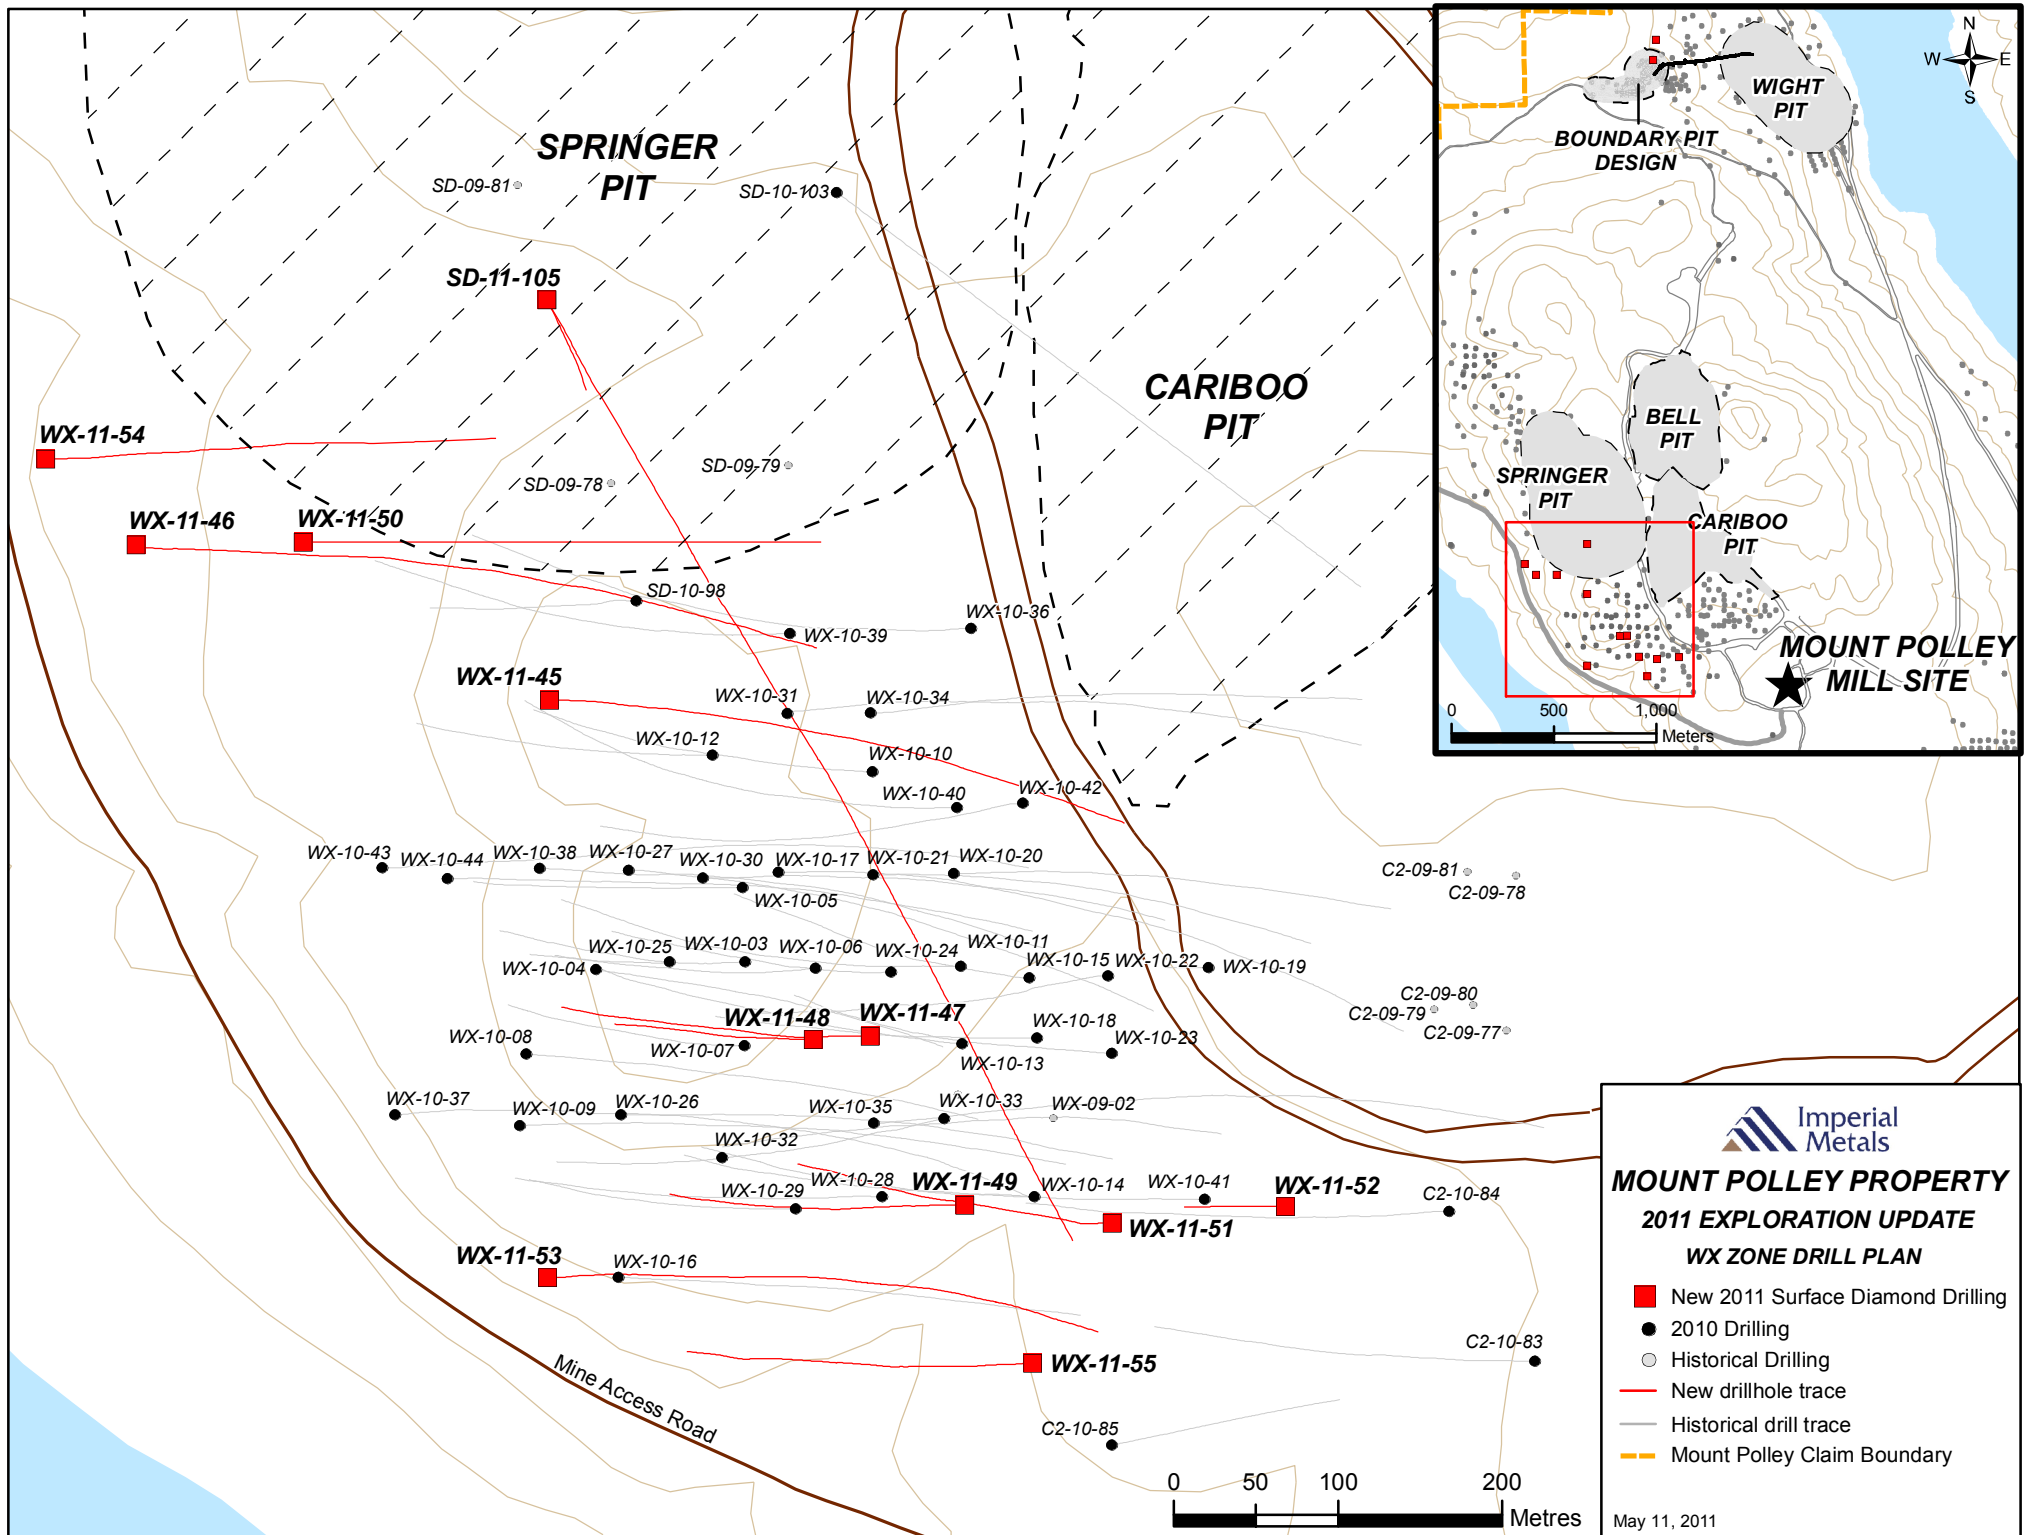 SPRINGER
PIT
SD-09-81
SD-10-103
SD-11-105
CARIBOO
PIT
WX-11-54
SD-09-79
SD-09-78
WX-11-46
WX-11-50
SD-10-98
WX-10-36
WX-10-39
WX-11-45
WX-10-31
WX-10-34
WX-10-12
WX-10-10
WX-10-40
WX-10-42
WX-10-43
WX-10-44
WX-10-38
WX-10-27
WX-10-30
WX-10-17
WX-10-21
WX-10-20
WX-10-05
C2-09-81
C2-09-78
WX-10-25
WX-10-03
WX-10-06
WX-10-24
WX-10-11
WX-10-04
WX-10-15
WX-10-22
WX-10-19
C2-09-80
C2-09-79
C2-09-77
WX-11-48
WX-11-47
WX-10-18
WX-10-23
WX-10-08
WX-10-07
WX-10-13
WX-10-37
WX-10-09
WX-10-26
WX-10-35
WX-10-33
WX-09-02
WX-10-32
WX-10-29
WX-10-28
WX-11-49
WX-10-14
WX-10-41
WX-11-52
C2-10-84
WX-11-51
WX-11-53
WX-10-16
WX-11-55
C2-10-83
C2-10-85
Mine Access Road
0 50 100 200
Metres
N
W E
S
WIGHT
PIT
BOUNDARY PIT
DESIGN
BELL
PIT
SPRINGER
PIT
CARIBOO
PIT
MOUNT POLLEY
MILL SITE
0 500 1,000
Meters
Imperial
Metals
MOUNT POLLEY PROPERTY
2011 EXPLORATION UPDATE
WX ZONE DRILL PLAN
New 2011 Surface Diamond Drilling
2010 Drilling
Historical Drilling
New drillhole trace
Historical drill trace
Mount Polley Claim Boundary
May 11, 2011